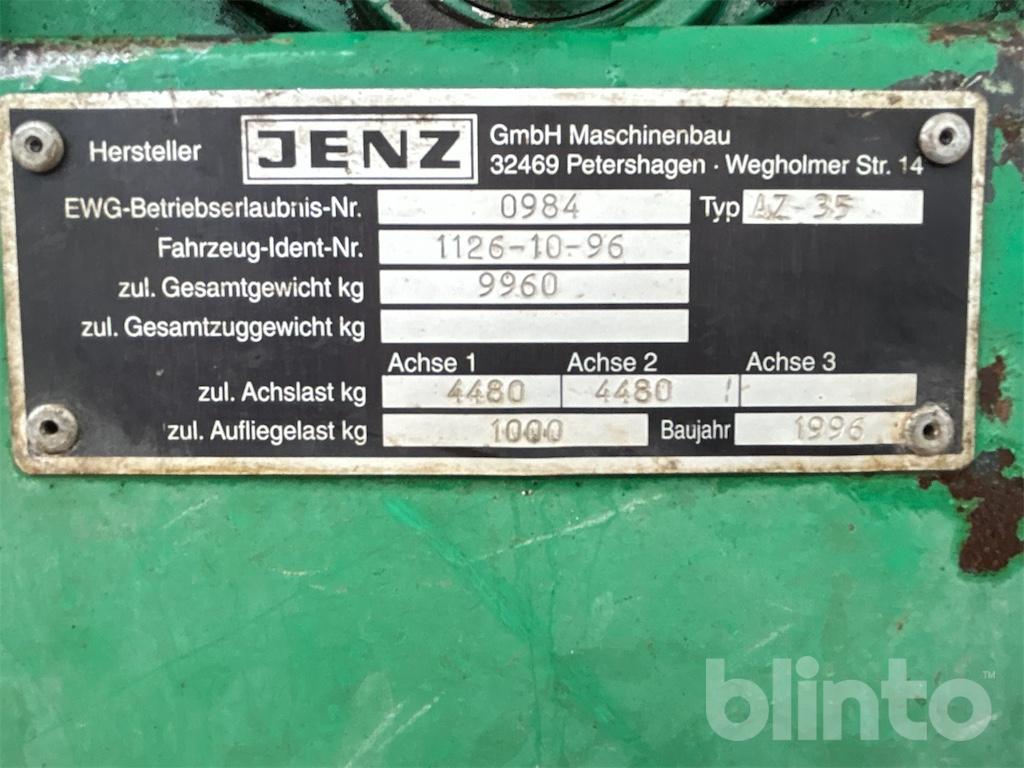 Hersteller JENZ GmbH Maschinenbau
32469 Petershagen · Wegholmer Str. 14
EWG-Betriebserlaubnis-Nr. 0984 Typ AZ-35
Fahrzeug-Ident-Nr. 1126-10-96
zul. Gesamtgewicht kg 9960
zul. Gesamtzuggewicht kg
Achse 1 Achse 2 Achse 3
zul. Achslast kg 4480 4480
zul. Aufliegelast kg 1000 Baujahr 1996
blinto™